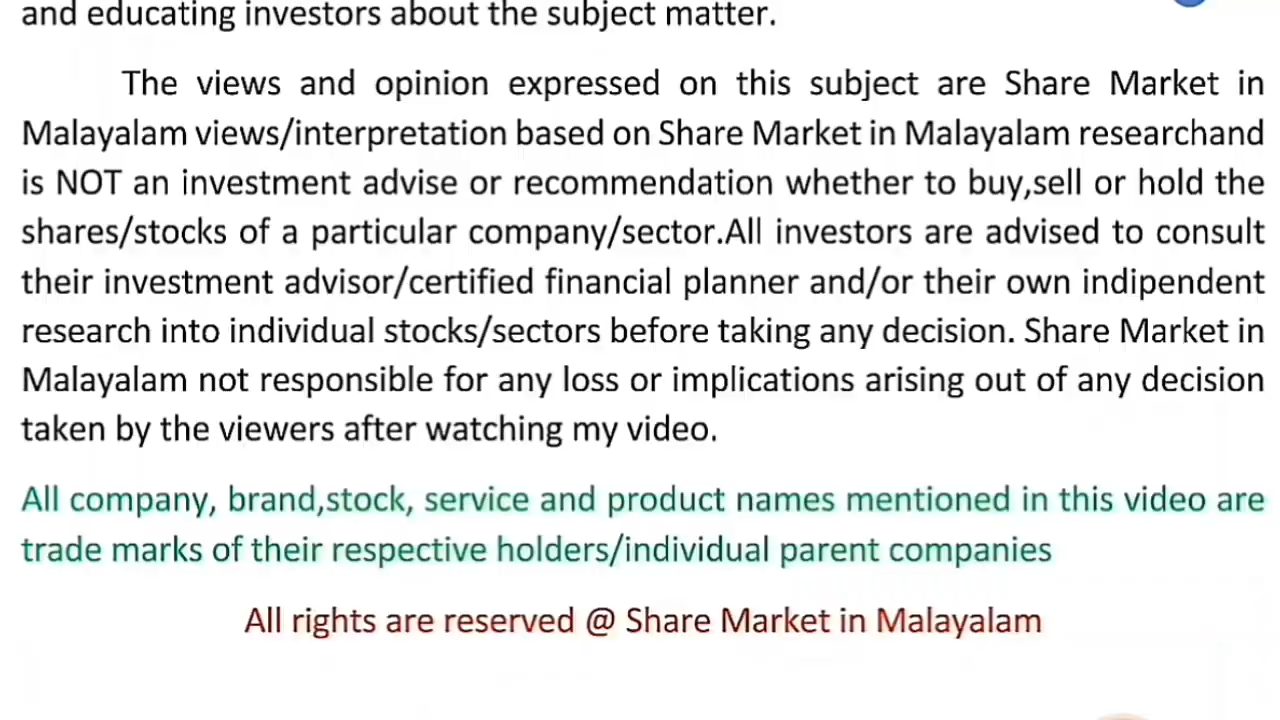 and educating investors about the subject matter.
The views and opinion expressed on this subject are Share Market in
Malayalam views/interpretation based on Share Market in Malayalam researchand
is NOT an investment advise or recommendation whether to buy,sell or hold the
shares/stocks of a particular company/sector.All investors are advised to consult
their investment advisor/certified financial planner and/or their own indipendent
research into individual stocks/sectors before taking any decision. Share Market in
Malayalam not responsible for any loss or implications arising out of any decision
taken by the viewers after watching my video.
All company, brand,stock, service and product names mentioned in this video are
trade marks of their respective holders/individual parent companies
All rights are reserved @ Share Market in Malayalam